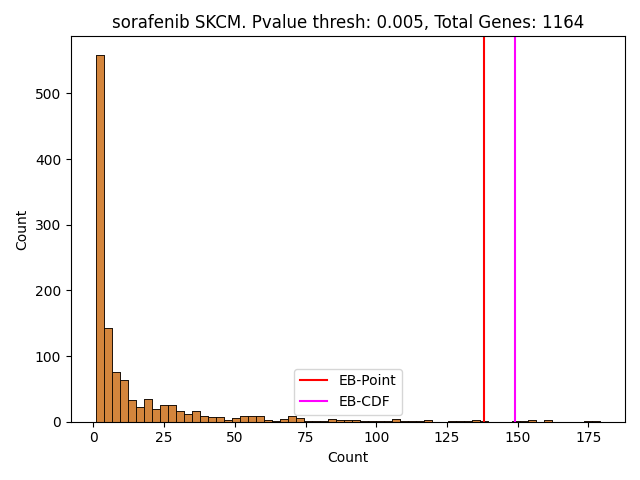 sorafenib SKCM. Pvalue thresh: 0.005, Total Genes: 1164
500
400
300
200
100
0
Count
EB-Point
EB-CDF
0 25 50 75 100 125 150 175
Count